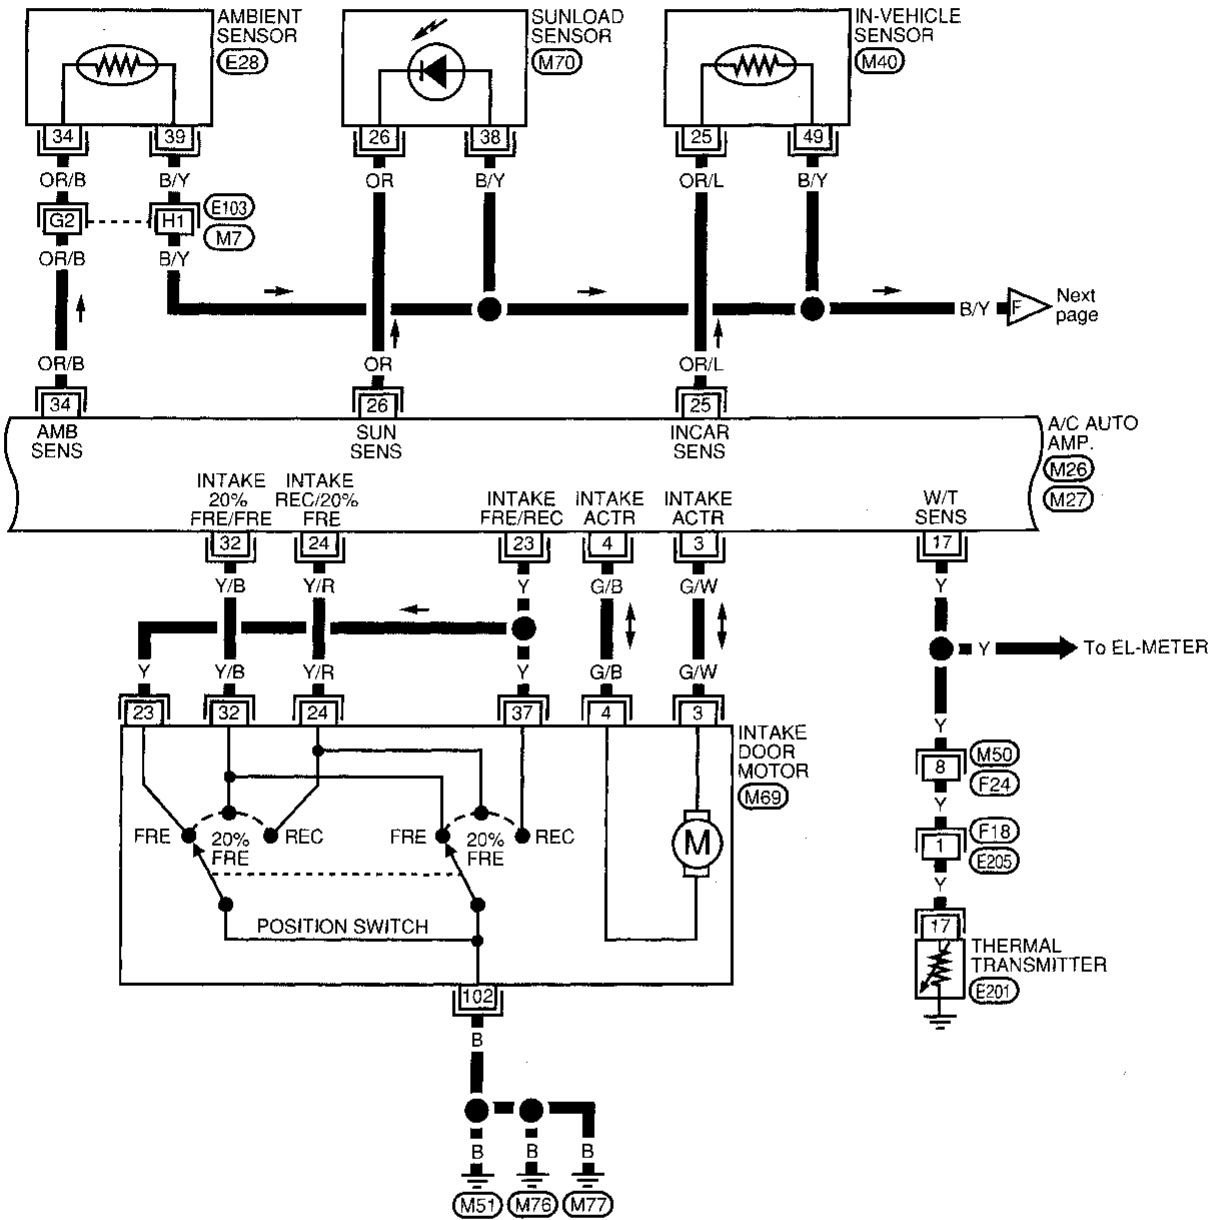 AMBIENT
SENSOR
E28
SUNLOAD
SENSOR
M70
IN-VEHICLE
SENSOR
M40
34 39 26 38 25 49
OR/B B/Y OR B/Y OR/L B/Y
G2 H1 E103
M7
OR/B B/Y
B/Y F Next
page
OR/B OR OR/L
34 26 25
AMB
SENS
SUN
SENS
INCAR
SENS
A/C AUTO
AMP.
M26
M27
INTAKE
20%
FRE/FRE
INTAKE
REC/20%
FRE
INTAKE
FRE/REC
INTAKE
ACTR
INTAKE
ACTR
W/T
SENS
32 24 23 4 3 17
Y/B Y/R Y G/B G/W Y
Y To EL-METER
Y Y/B Y/R Y G/B G/W
23 32 24 37 4 3
INTAKE
DOOR
MOTOR
M69
Y
8 M50
F24
Y
1 F18
E205
Y
17
THERMAL
TRANSMITTER
E201
FRE 20%
FRE REC
FRE 20%
FRE REC
M
POSITION SWITCH
102
B
B B B
M51 M76 M77